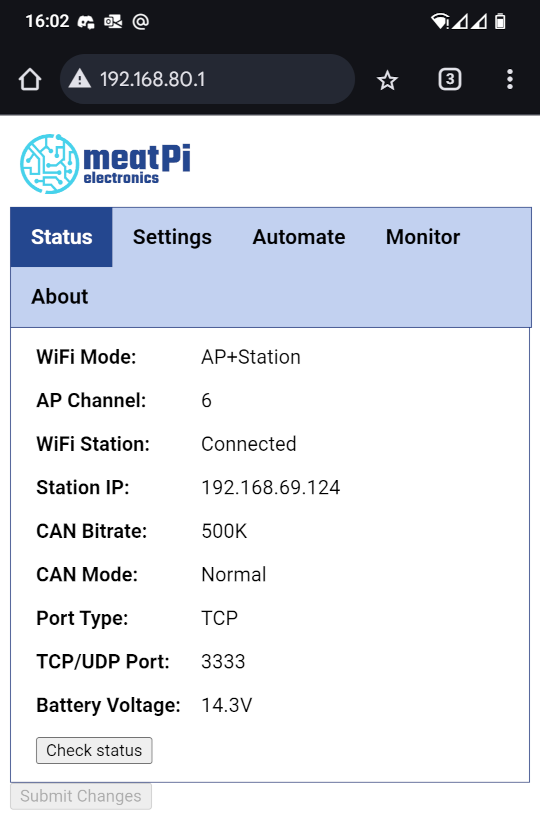 16:02
192.168.80.1
3
meatPi
electronics
Status Settings Automate Monitor
About
WiFi Mode: AP+Station
AP Channel: 6
WiFi Station: Connected
Station IP: 192.168.69.124
CAN Bitrate: 500K
CAN Mode: Normal
Port Type: TCP
TCP/UDP Port: 3333
Battery Voltage: 14.3V
Check status
Submit Changes